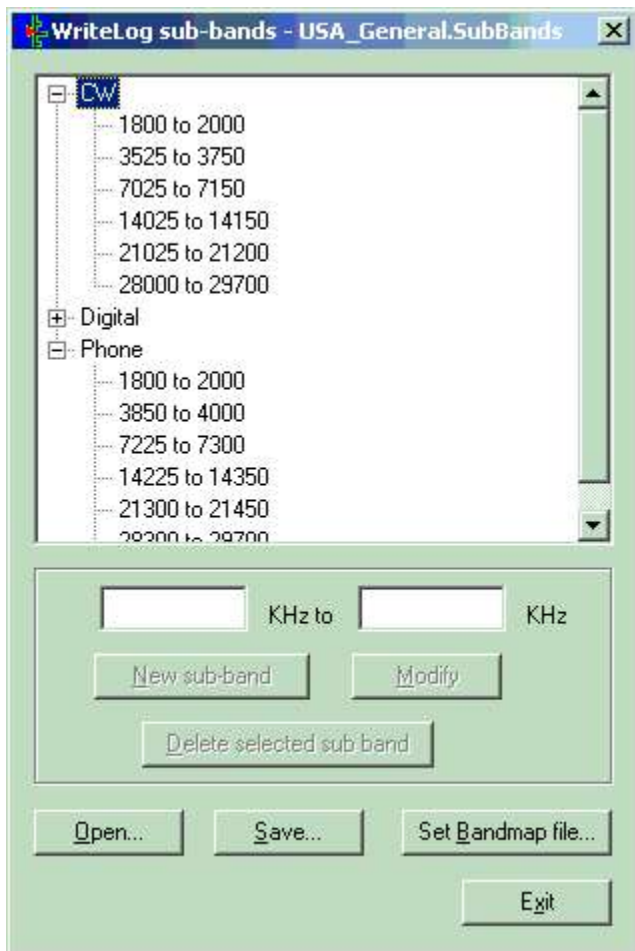 WriteLog sub-bands - USA_General.SubBands
CW
1800 to 2000
3525 to 3750
7025 to 7150
14025 to 14150
21025 to 21200
28000 to 29700
Digital
Phone
1800 to 2000
3850 to 4000
7225 to 7300
14225 to 14350
21300 to 21450
28300 to 29700
KHz to KHz
New sub-band Modify
Delete selected sub band
Open... Save... Set Bandmap file...
Exit